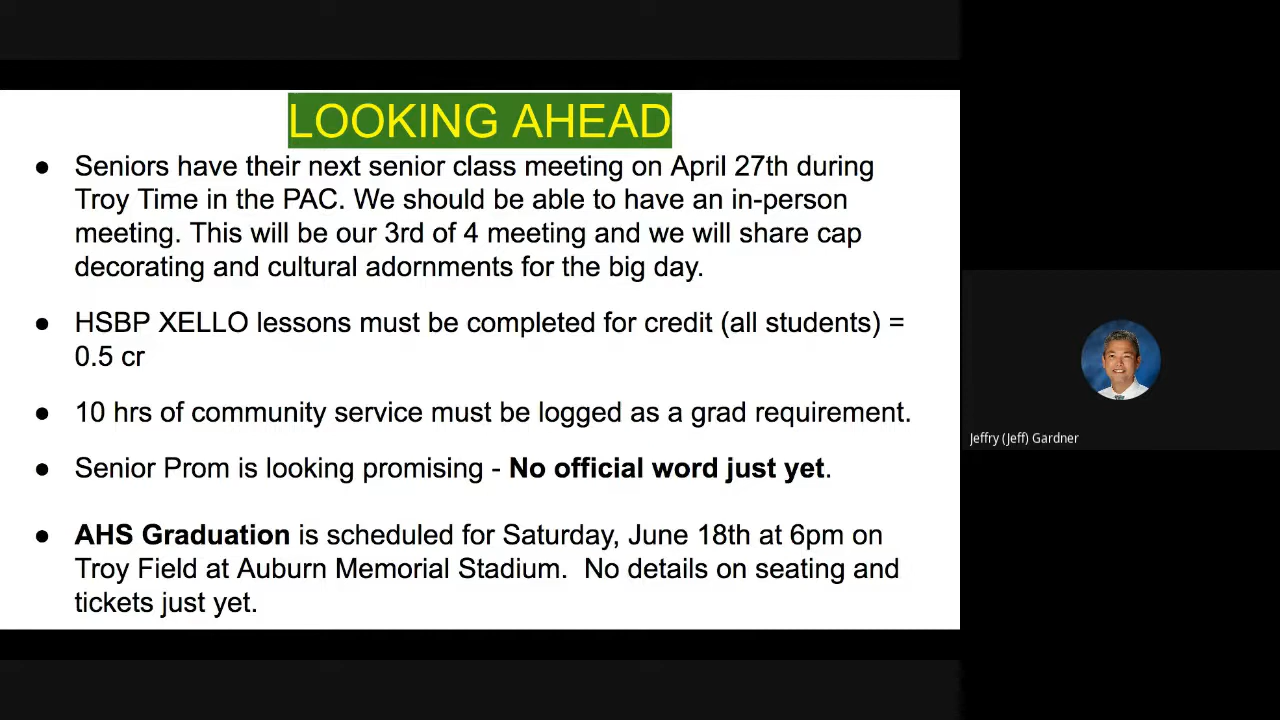 LOOKING AHEAD
● Seniors have their next senior class meeting on April 27th during
Troy Time in the PAC. We should be able to have an in-person
meeting. This will be our 3rd of 4 meeting and we will share cap
decorating and cultural adornments for the big day.
● HSBP XELLO lessons must be completed for credit (all students) =
0.5 cr
● 10 hrs of community service must be logged as a grad requirement.
● Senior Prom is looking promising - No official word just yet.
● AHS Graduation is scheduled for Saturday, June 18th at 6pm on
Troy Field at Auburn Memorial Stadium.  No details on seating and
tickets just yet.
Jeffry (Jeff) Gardner